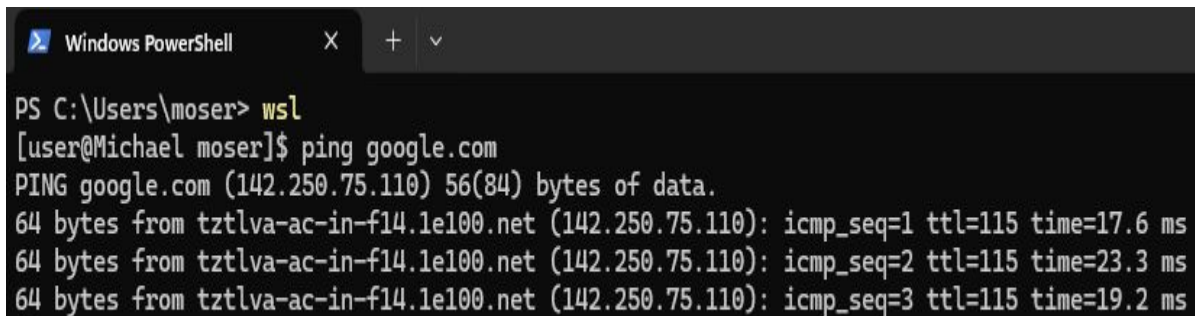 Windows PowerShell
PS C:\Users\moser> wsl
[user@Michael moser]$ ping google.com
PING google.com (142.250.75.110) 56(84) bytes of data.
64 bytes from tztlva-ac-in-f14.1e100.net (142.250.75.110): icmp_seq=1 ttl=115 time=17.6 ms
64 bytes from tztlva-ac-in-f14.1e100.net (142.250.75.110): icmp_seq=2 ttl=115 time=23.3 ms
64 bytes from tztlva-ac-in-f14.1e100.net (142.250.75.110): icmp_seq=3 ttl=115 time=19.2 ms